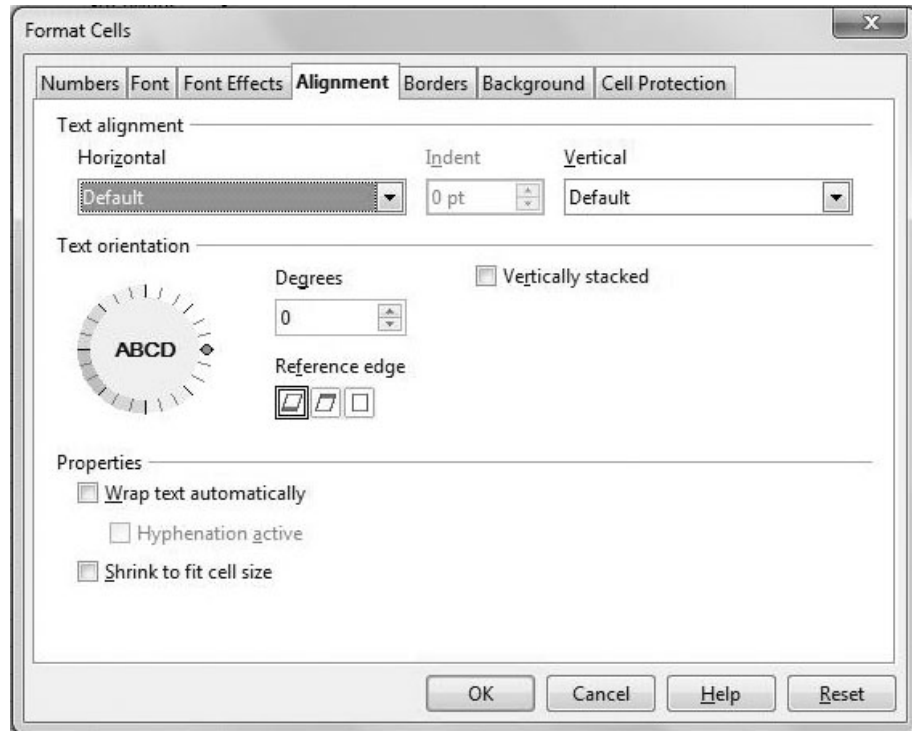 Format Cells
Numbers Font Font Effects Alignment Borders Background Cell Protection
Text alignment
Horizontal Indent Vertical
Default 0 pt Default
Text orientation
Degrees Vertically stacked
0
ABCD
Reference edge
Properties
Wrap text automatically
Hyphenation active
Shrink to fit cell size
OK Cancel Help Reset